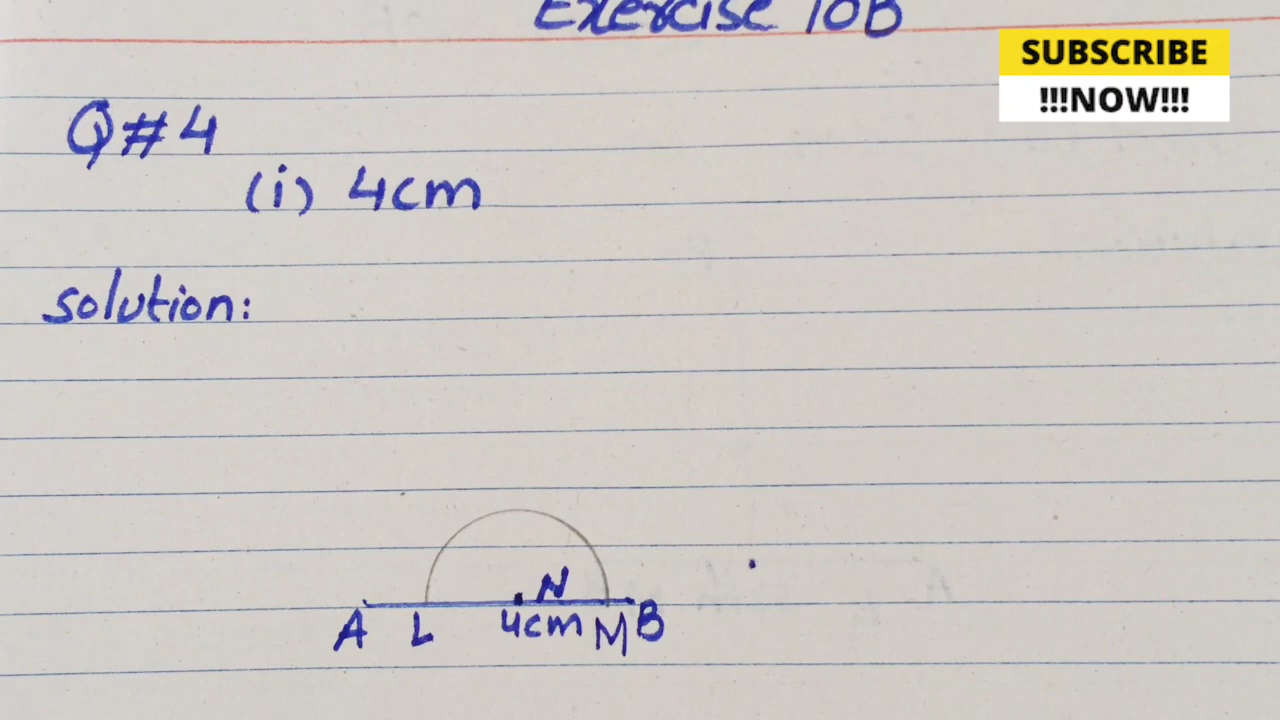 Exercise 10B
SUBSCRIBE
!!!NOW!!!
Q#4
(i) 4cm
solution:
N
A L 4cm M B